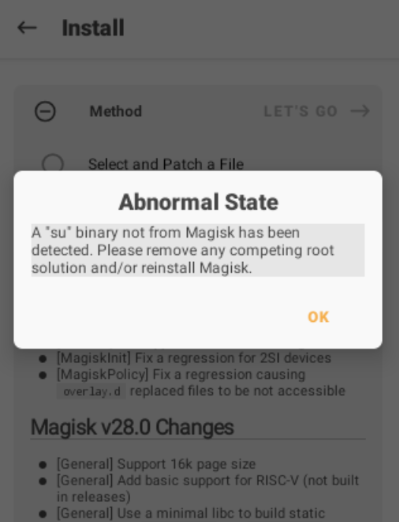 Install
Method
LET'S GO
Select and Patch a File
Abnormal State
A "su" binary not from Magisk has been
detected. Please remove any competing root
solution and/or reinstall Magisk.
OK
[MagiskInit] Fix a regression for 2SI devices
[MagiskPolicy] Fix a regression causing
overlay.d replaced files to be not accessible
Magisk v28.0 Changes
[General] Support 16k page size
[General] Add basic support for RISC-V (not built
in releases)
[General] Use a minimal libc to build static